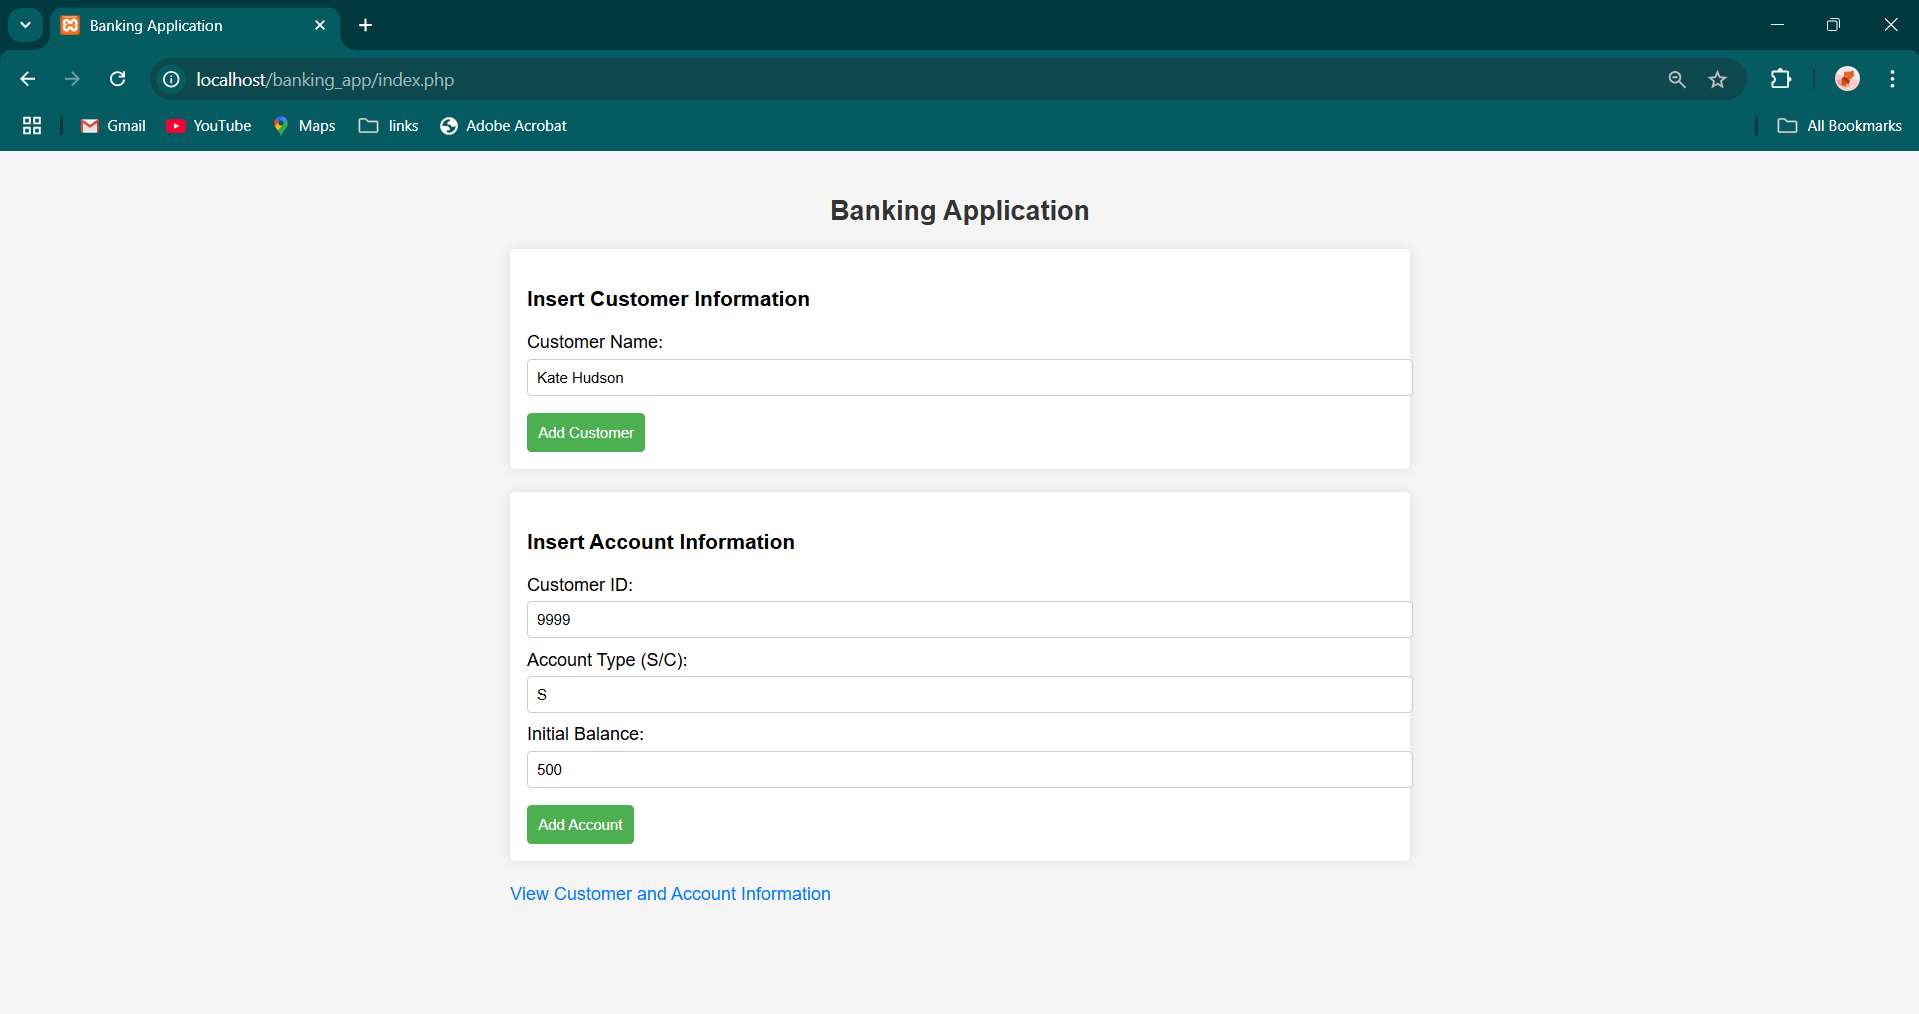 Banking Application
localhost/banking_app/index.php
Gmail
YouTube
Maps
links
Adobe Acrobat
All Bookmarks
Banking Application
Insert Customer Information
Customer Name:
Kate Hudson
Add Customer
Insert Account Information
Customer ID:
9999
Account Type (S/C):
S
Initial Balance:
500
Add Account
View Customer and Account Information